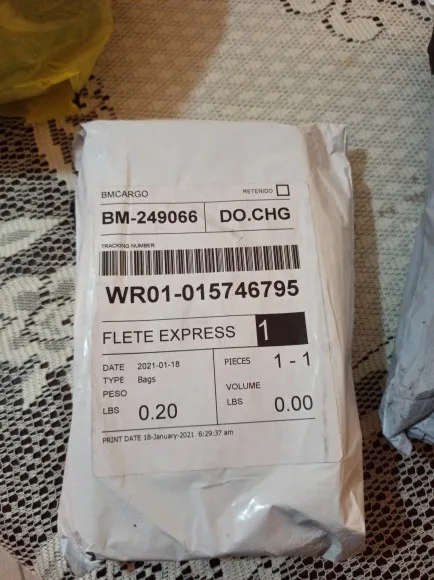 BMCARGO RETENIDO
BM-249066 DO.CHG
TRACKING NUMBER
WR01-015746795
FLETE EXPRESS 1
DATE 2021-01-18 PIECES 1 - 1
TYPE Bags
PESO VOLUME
LBS 0.20 LBS 0.00
PRINT DATE 18-January-2021 6:29:37 am